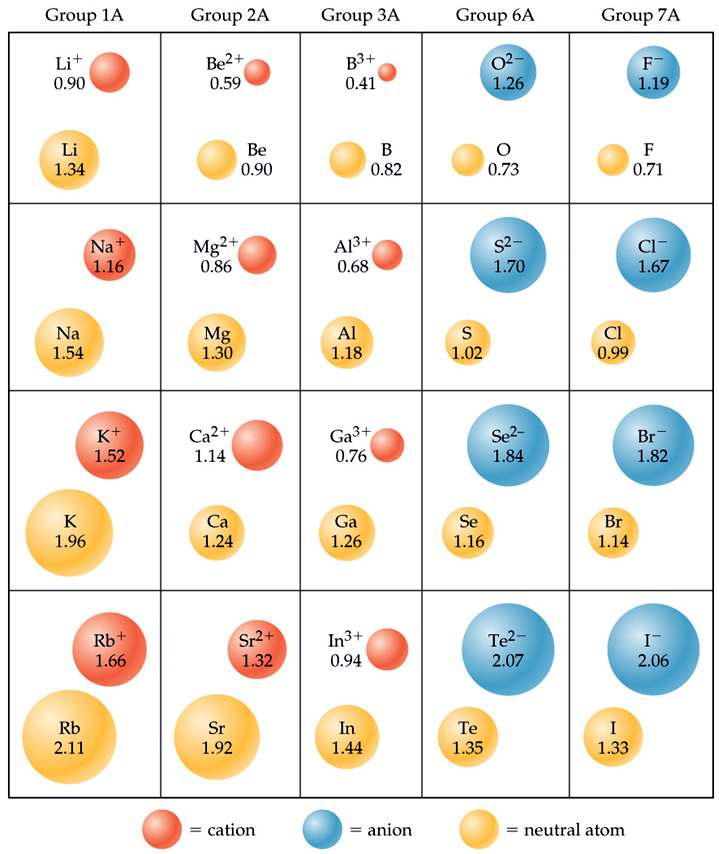 Group 1A Group 2A Group 3A Group 6A Group 7A
Li⁺ Be²⁺ B³⁺ O²⁻ F⁻
0.90 0.59 0.41 1.26 1.19
Li Be B O F
1.34 0.90 0.82 0.73 0.71
Na⁺ Mg²⁺ Al³⁺ S²⁻ Cl⁻
1.16 0.86 0.68 1.70 1.67
Na Mg Al S Cl
1.54 1.30 1.18 1.02 0.99
K⁺ Ca²⁺ Ga³⁺ Se²⁻ Br⁻
1.52 1.14 0.76 1.84 1.82
K Ca Ga Se Br
1.96 1.24 1.26 1.16 1.14
Rb⁺ Sr²⁺ In³⁺ Te²⁻ I⁻
1.66 1.32 0.94 2.07 2.06
Rb Sr In Te I
2.11 1.92 1.44 1.35 1.33
= cation = anion = neutral atom